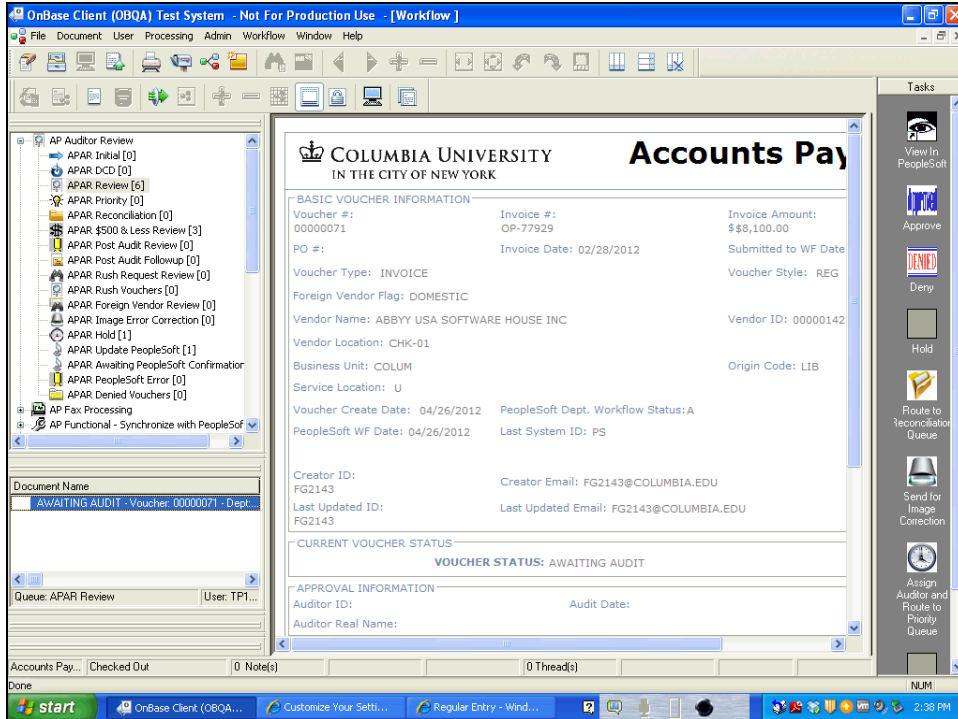 OnBase Client (OBQA) Test System - Not For Production Use - [Workflow ]
File Document User Processing Admin Workflow Window Help
Tasks
View In PeopleSoft
Approved
Approve
DENIED
Deny
Hold
Route to Reconciliation Queue
Send for Image Correction
Assign Auditor and Route to Priority Queue
AP Auditor Review
APAR Initial [0]
APAR DCD [0]
APAR Review [6]
APAR Priority [0]
APAR Reconciliation [0]
APAR $500 & Less Review [3]
APAR Post Audit Review [0]
APAR Post Audit Followup [0]
APAR Rush Request Review [0]
APAR Rush Vouchers [0]
APAR Foreign Vendor Review [0]
APAR Image Error Correction [0]
APAR Hold [1]
APAR Update PeopleSoft [1]
APAR Awaiting PeopleSoft Confirmation
APAR PeopleSoft Error [0]
APAR Denied Vouchers [0]
AP Fax Processing
AP Functional - Synchronize with PeopleSof
Document Name
AWAITING AUDIT - Voucher: 00000071 - Dept:...
Queue: APAR Review User: TP1...
COLUMBIA UNIVERSITY
IN THE CITY OF NEW YORK
Accounts Pay
BASIC VOUCHER INFORMATION
Voucher #: Invoice #: Invoice Amount:
00000071 OP-77929 $ $8,100.00
PO #: Invoice Date: 02/28/2012 Submitted to WF Date
Voucher Type: INVOICE Voucher Style: REG
Foreign Vendor Flag: DOMESTIC
Vendor Name: ABBYY USA SOFTWARE HOUSE INC Vendor ID: 00000142
Vendor Location: CHK-01
Business Unit: COLUM Origin Code: LIB
Service Location: U
Voucher Create Date: 04/26/2012 PeopleSoft Dept. Workflow Status: A
PeopleSoft WF Date: 04/26/2012 Last System ID: PS
Creator ID: Creator Email: FG2143@COLUMBIA.EDU
FG2143
Last Updated ID: Last Updated Email: FG2143@COLUMBIA.EDU
FG2143
CURRENT VOUCHER STATUS
VOUCHER STATUS: AWAITING AUDIT
APPROVAL INFORMATION
Auditor ID: Audit Date:
Auditor Real Name:
Accounts Pay... Checked Out 0 Note(s) 0 Thread(s)
Done NUM
start OnBase Client (OBQA... Customize Your Setti... Regular Entry - Wind... 2:38 PM